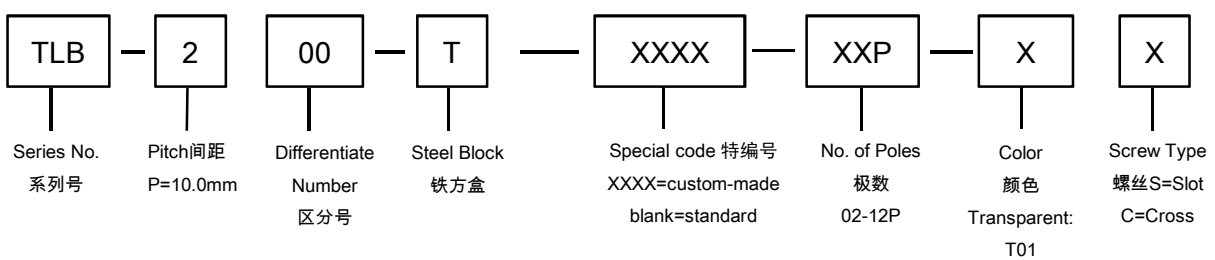 TLB — 2 00 — T — XXXX — XXP — X X
Series No.
系列号
Pitch间距
P=10.0mm
Differentiate
Number
区分号
Steel Block
铁方盒
Special code 特编号
XXXX=custom-made
blank=standard
No. of Poles
极数
02-12P
Color
颜色
Transparent:
T01
Screw Type
螺丝S=Slot
C=Cross